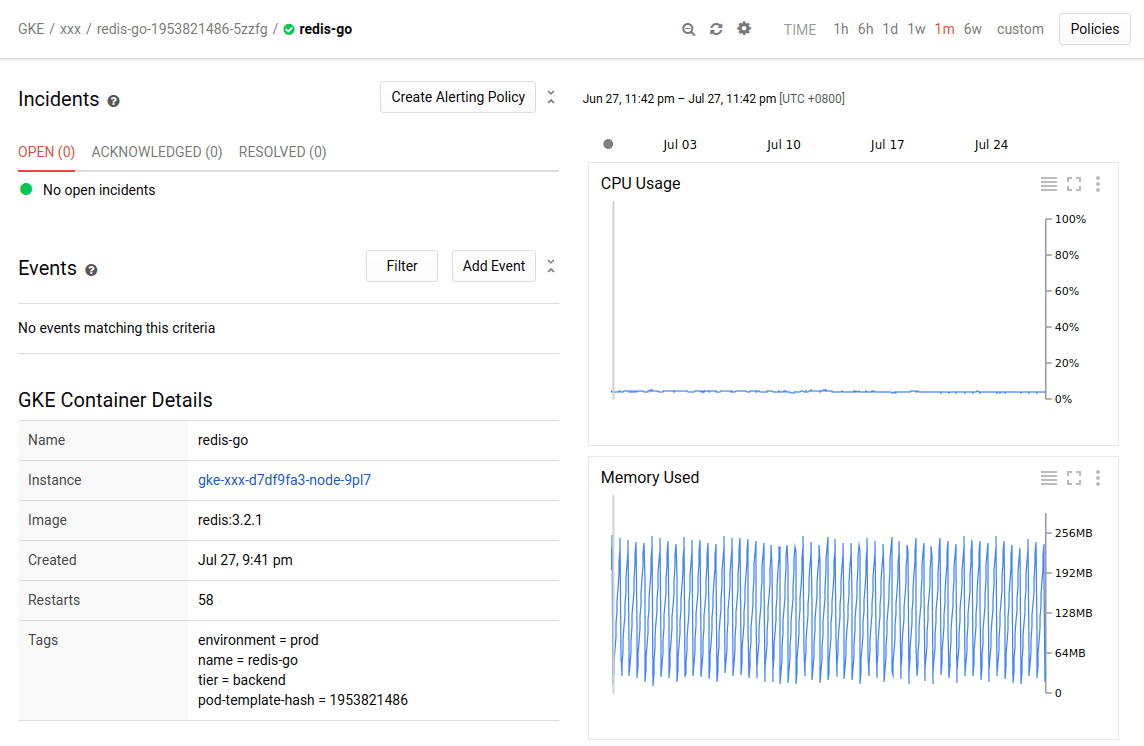 GKE / xxx / redis-go-1953821486-5zzfg / redis-go
TIME 1h 6h 1d 1w 1m 6w custom Policies
Incidents ?
Create Alerting Policy
OPEN (0) ACKNOWLEDGED (0) RESOLVED (0)
No open incidents
Events ?
Filter Add Event
No events matching this criteria
GKE Container Details
Name redis-go
Instance gke-xxx-d7df9fa3-node-9pl7
Image redis:3.2.1
Created Jul 27, 9:41 pm
Restarts 58
Tags environment = prod
name = redis-go
tier = backend
pod-template-hash = 1953821486
Jun 27, 11:42 pm – Jul 27, 11:42 pm [UTC +0800]
Jul 03 Jul 10 Jul 17 Jul 24
CPU Usage
100%
80%
60%
40%
20%
0%
Memory Used
256MB
192MB
128MB
64MB
0